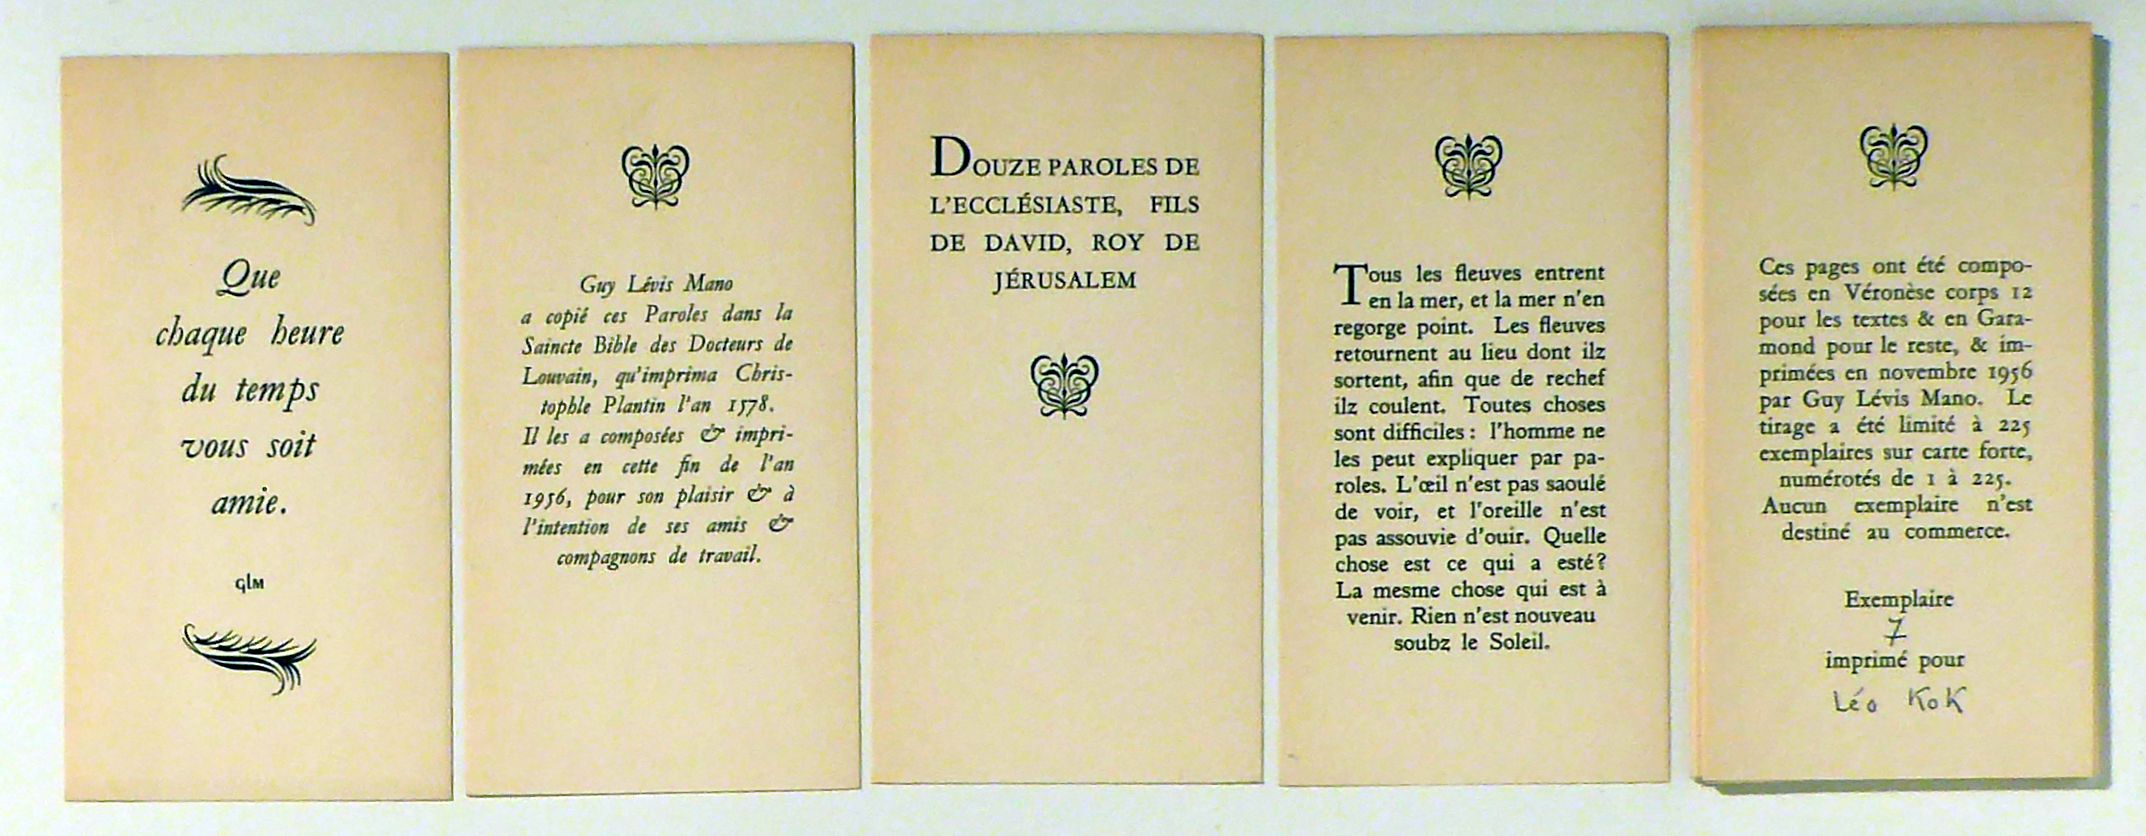 Que
chaque heure
du temps
vous soit
amie.
glm
Guy Lévis Mano
a copié ces Paroles dans la
Saincte Bible des Docteurs de
Louvain, qu'imprima Chris-
tophle Plantin l'an 1578.
Il les a composées & impri-
mées en cette fin de l'an
1956, pour son plaisir & à
l'intention de ses amis &
compagnons de travail.
DOUZE PAROLES DE
L'ECCLÉSIASTE, FILS
DE DAVID, ROY DE
JÉRUSALEM
Tous les fleuves entrent
en la mer, et la mer n'en
regorge point. Les fleuves
retournent au lieu dont ilz
sortent, afin que de rechef
ilz coulent. Toutes choses
sont difficiles : l'homme ne
les peut expliquer par pa-
roles. L'œil n'est pas saoulé
de voir, et l'oreille n'est
pas assouvie d'ouir. Quelle
chose est ce qui a esté ?
La mesme chose qui est à
venir. Rien n'est nouveau
soubz le Soleil.
Ces pages ont été compo-
sées en Véronèse corps 12
pour les textes & en Gara-
mond pour le reste, & im-
primées en novembre 1956
par Guy Lévis Mano. Le
tirage a été limité à 225
exemplaires sur carte forte,
numérotés de 1 à 225.
Aucun exemplaire n'est
destiné au commerce.
Exemplaire
7
imprimé pour
Léo Kok